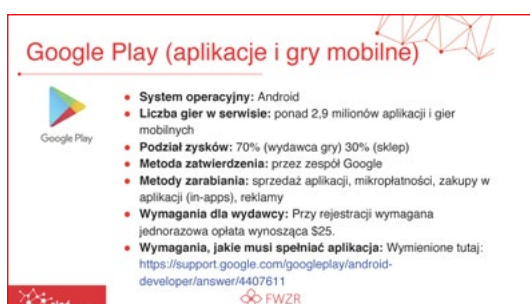 Google Play (aplikacje i gry mobilne)
Google Play
● System operacyjny: Android
● Liczba gier w serwisie: ponad 2,9 milionów aplikacji i gier
mobilnych
● Podział zysków: 70% (wydawca gry) 30% (sklep)
● Metoda zatwierdzenia: przez zespół Google
● Metody zarabiania: sprzedaż aplikacji, mikropłatności, zakupy w
aplikacji (in-apps), reklamy
● Wymagania dla wydawcy: Przy rejestracji wymagana
jednorazowa opłata wynosząca $25.
● Wymagania, jakie musi spełniać aplikacja: Wymienione tutaj:
https://support.google.com/googleplay/android-
developer/answer/4407611
FWZR